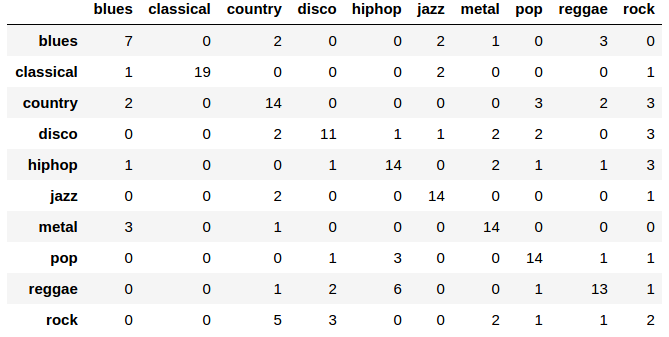 blues classical country disco hiphop jazz metal pop reggae rock
blues 7 0 2 0 0 2 1 0 3 0
classical 1 19 0 0 0 2 0 0 0 1
country 2 0 14 0 0 0 0 3 2 3
disco 0 0 2 11 1 1 2 2 0 3
hiphop 1 0 0 1 14 0 2 1 1 3
jazz 0 0 2 0 0 14 0 0 0 1
metal 3 0 1 0 0 0 14 0 0 0
pop 0 0 0 1 3 0 0 14 1 1
reggae 0 0 1 2 6 0 0 1 13 1
rock 0 0 5 3 0 0 2 1 1 2